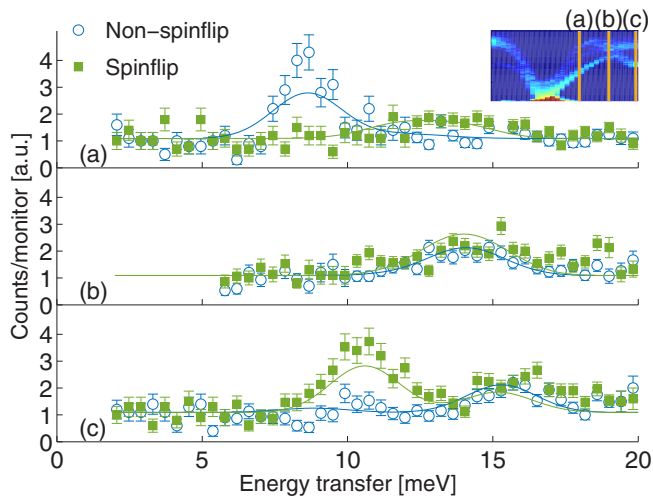 (a)(b)(c)
Non-spinflip
Spinflip
4
3
2
1
0
(a)
4
3
2
1
0
(b)
4
3
2
1
0
(c)
Counts/monitor [a.u.]
0 5 10 15 20
Energy transfer [meV]